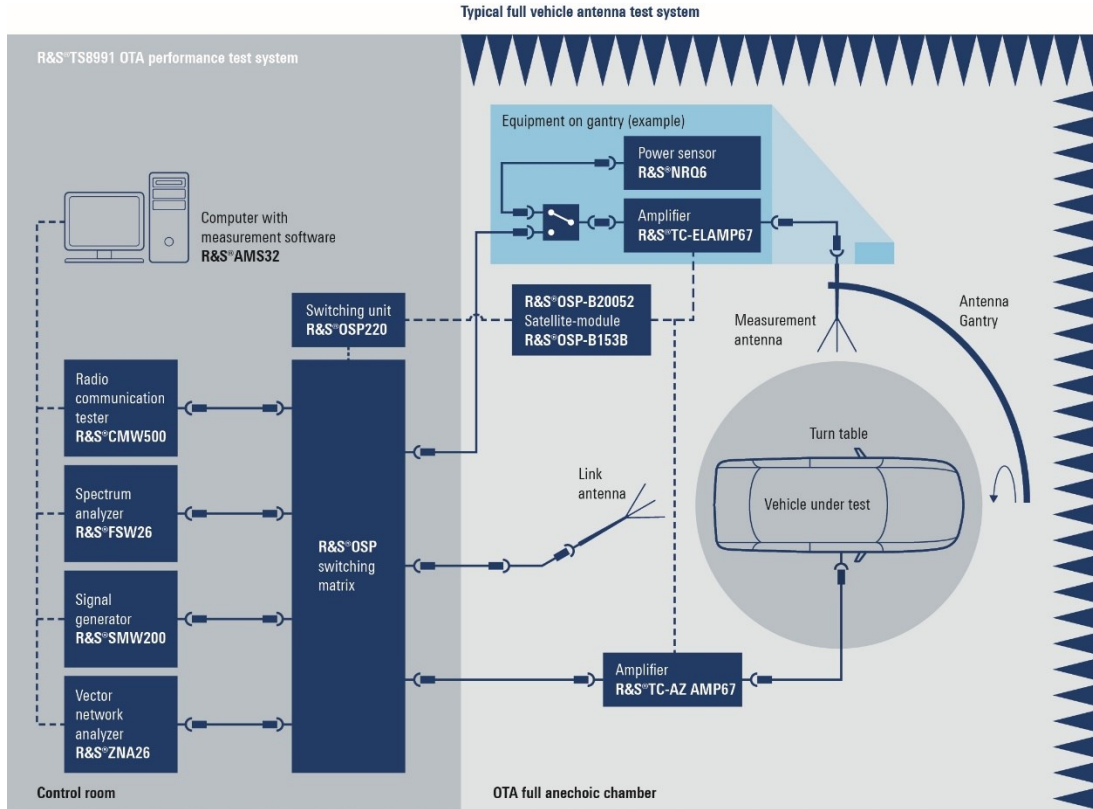 Typical full vehicle antenna test system
R&S®TS8991 OTA performance test system
Equipment on gantry (example)
Power sensor
R&S®NRQ6
Amplifier
R&S®TC-ELAMP67
Computer with
measurement software
R&S®AMS32
Switching unit
R&S®OSP220
R&S®OSP-B20052
Satellite-module
R&S®OSP-B153B
Measurement
antenna
Antenna
Gantry
Radio
communication
tester
R&S®CMW500
Spectrum
analyzer
R&S®FSW26
Signal
generator
R&S®SMW200
Vector
network
analyzer
R&S®ZNA26
R&S®OSP
switching
matrix
Link
antenna
Turn table
Vehicle under test
Amplifier
R&S®TC-AZ AMP67
Control room
OTA full anechoic chamber